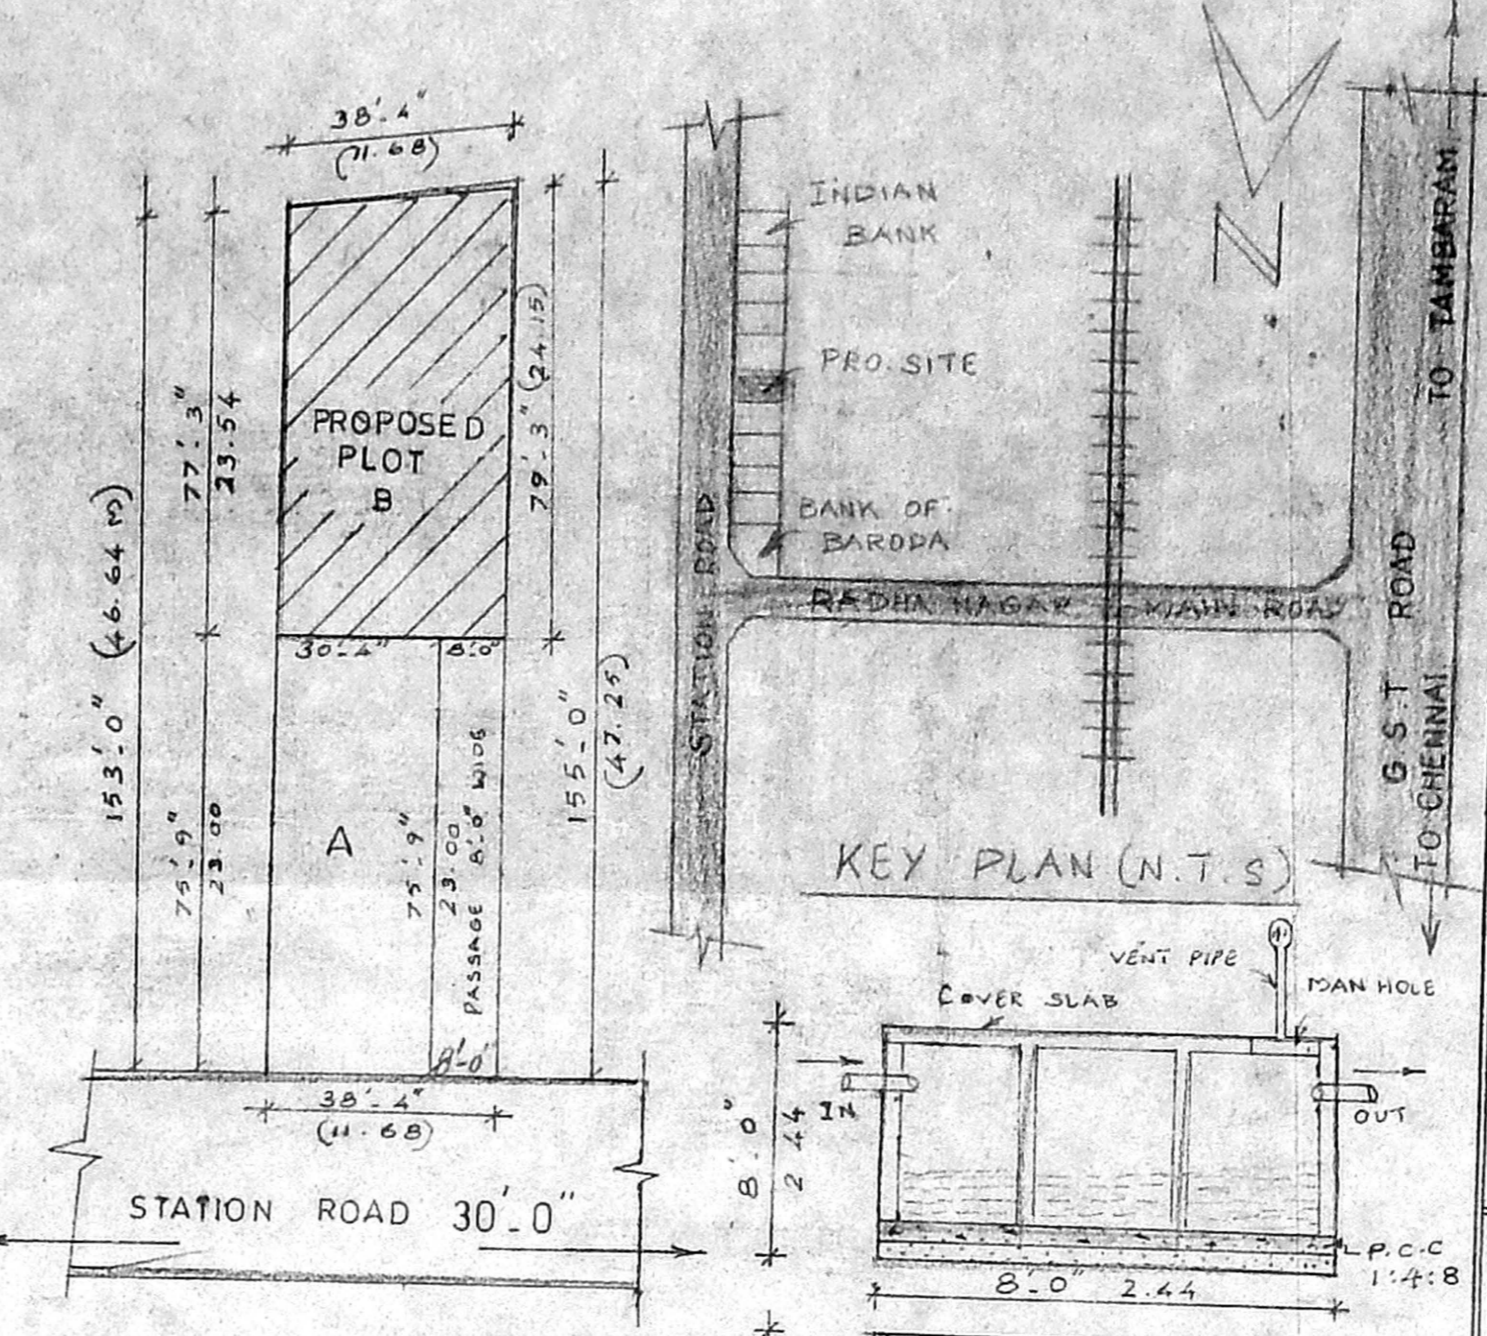 38'-4"
(11.68)
153'-0" (46.64 M)
77'-3"
23.54
PROPOSED
PLOT
B
79'-3" (24.15)
155'-0"
(47.25)
30'-4" 8'-0"
75'-9"
23.00
A
75'-9"
23.00
PASSAGE 8'-0" WIDE
8'-0"
38'-4"
(11.68)
STATION ROAD 30'-0"
STATION ROAD
INDIAN
BANK
PRO. SITE
BANK OF
BARODA
RADHA NAGAR MAIN ROAD
N
TO TAMBARAM
G S T ROAD
TO CHENNAI
KEY PLAN (N.T.S)
VENT PIPE
MAN HOLE
COVER SLAB
IN
OUT
8'-0"
2.44
P.C.C
1:4:8
8'-0" 2.44